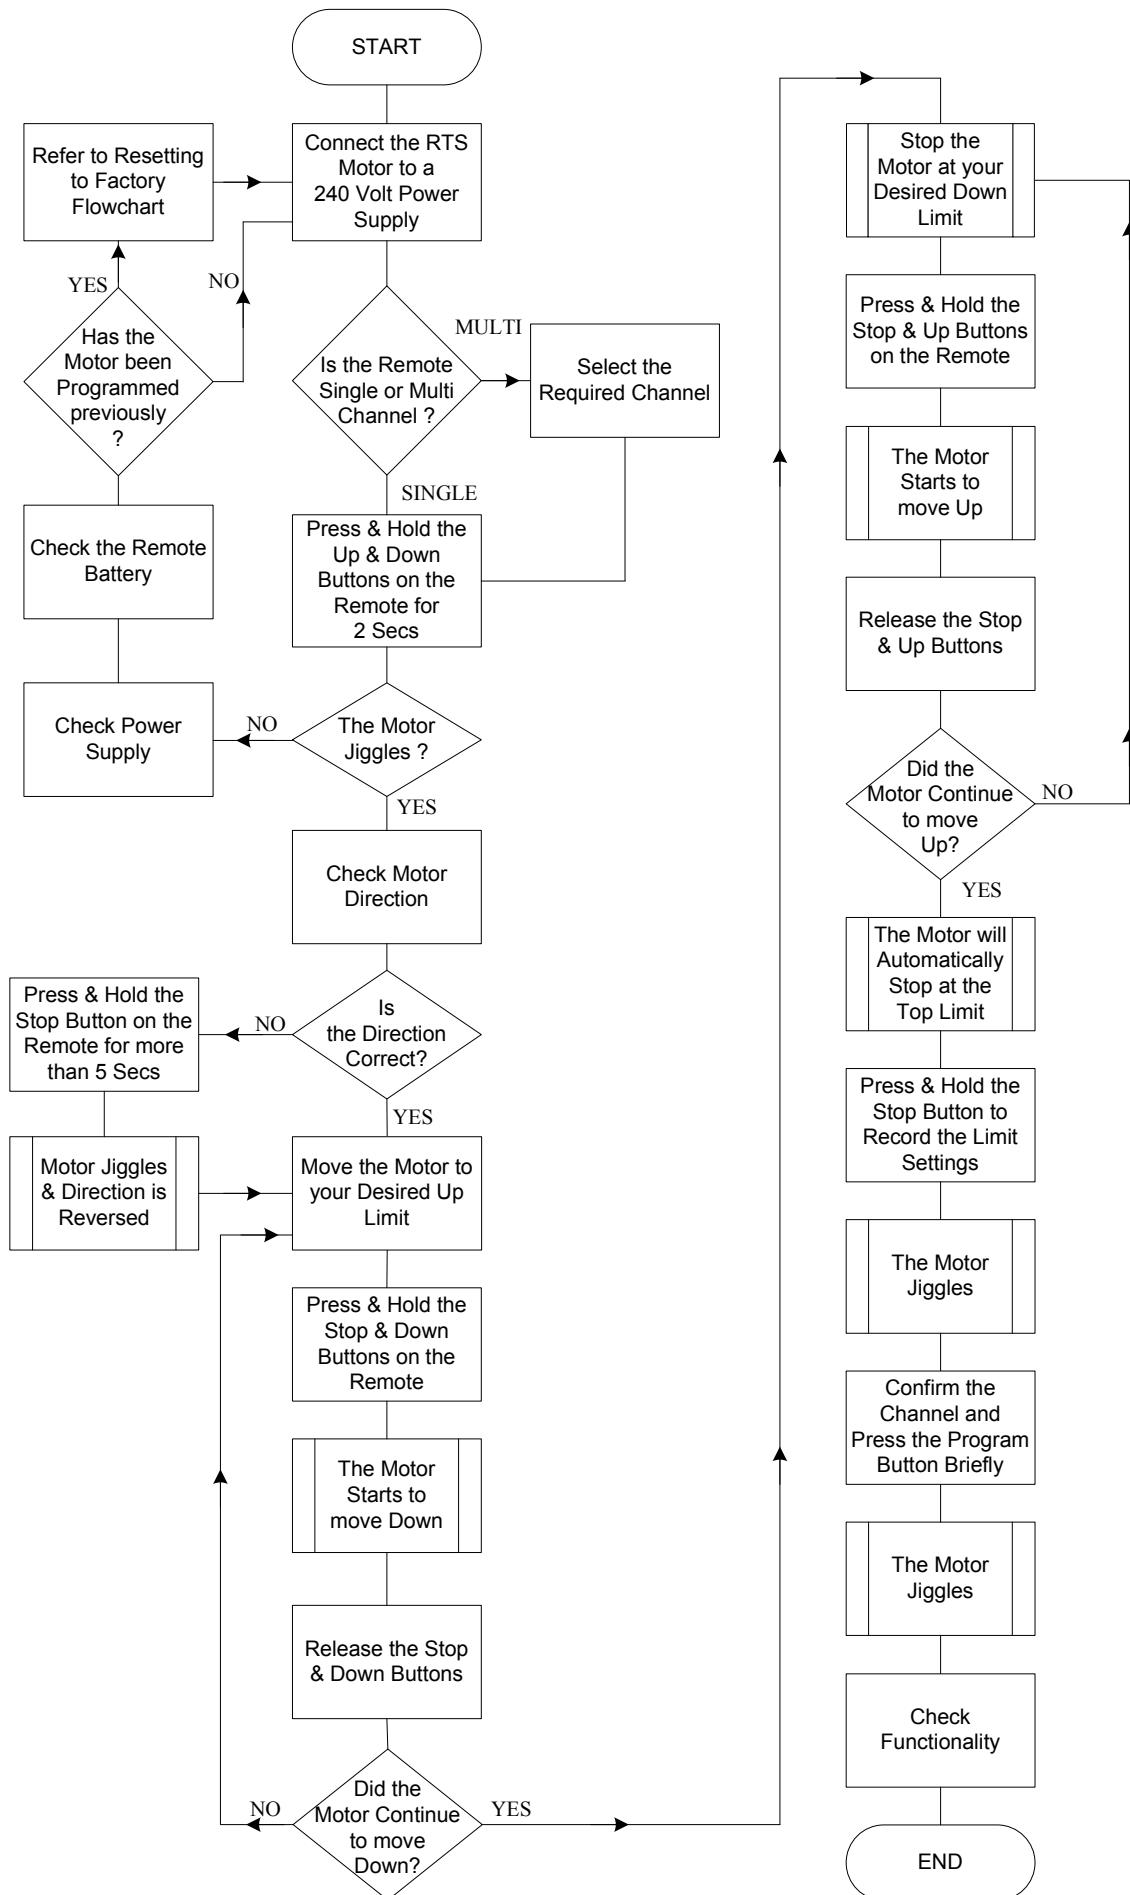 START
Connect the RTS
Motor to a
240 Volt Power
Supply
Refer to Resetting
to Factory
Flowchart
YES
NO
Has the
Motor been
Programmed
previously
?
Is the Remote
Single or Multi
Channel ?
MULTI
Select the
Required Channel
SINGLE
Press & Hold the
Up & Down
Buttons on the
Remote for
2 Secs
Check the Remote
Battery
Check Power
Supply
NO
The Motor
Jiggles ?
YES
Check Motor
Direction
Is
the Direction
Correct?
NO
Press & Hold the
Stop Button on the
Remote for more
than 5 Secs
YES
Motor Jiggles
& Direction is
Reversed
Move the Motor to
your Desired Up
Limit
Press & Hold the
Stop & Down
Buttons on the
Remote
The Motor
Starts to
move Down
Release the Stop
& Down Buttons
Did the
Motor Continue
to move
Down?
NO
YES
Stop the
Motor at your
Desired Down
Limit
Press & Hold the
Stop & Up Buttons
on the Remote
The Motor
Starts to
move Up
Release the Stop
& Up Buttons
Did the
Motor Continue
to move
Up?
NO
YES
The Motor will
Automatically
Stop at the
Top Limit
Press & Hold the
Stop Button to
Record the Limit
Settings
The Motor
Jiggles
Confirm the
Channel and
Press the Program
Button Briefly
The Motor
Jiggles
Check
Functionality
END